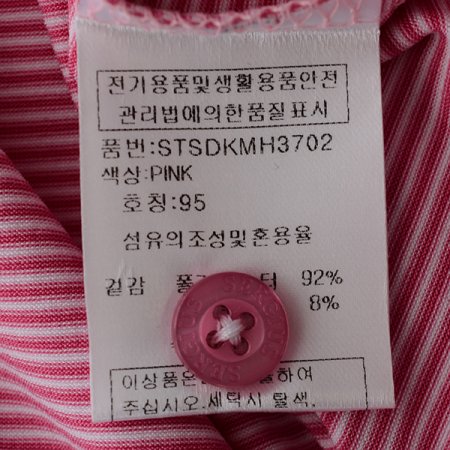 전기용품및생활용품안전
관리법에의한품질표시
품번:STSDKMH3702
색상:PINK
호칭:95
섬유의조성및혼용율
겉감 터 92%
8%
이상품은 하여
주십시오.세탁시 탈색.